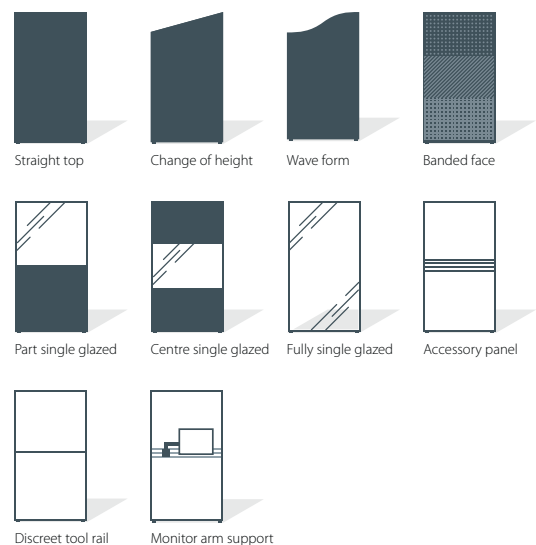 Straight top
Change of height
Wave form
Banded face
Part single glazed
Centre single glazed
Fully single glazed
Accessory panel
Discreet tool rail
Monitor arm support